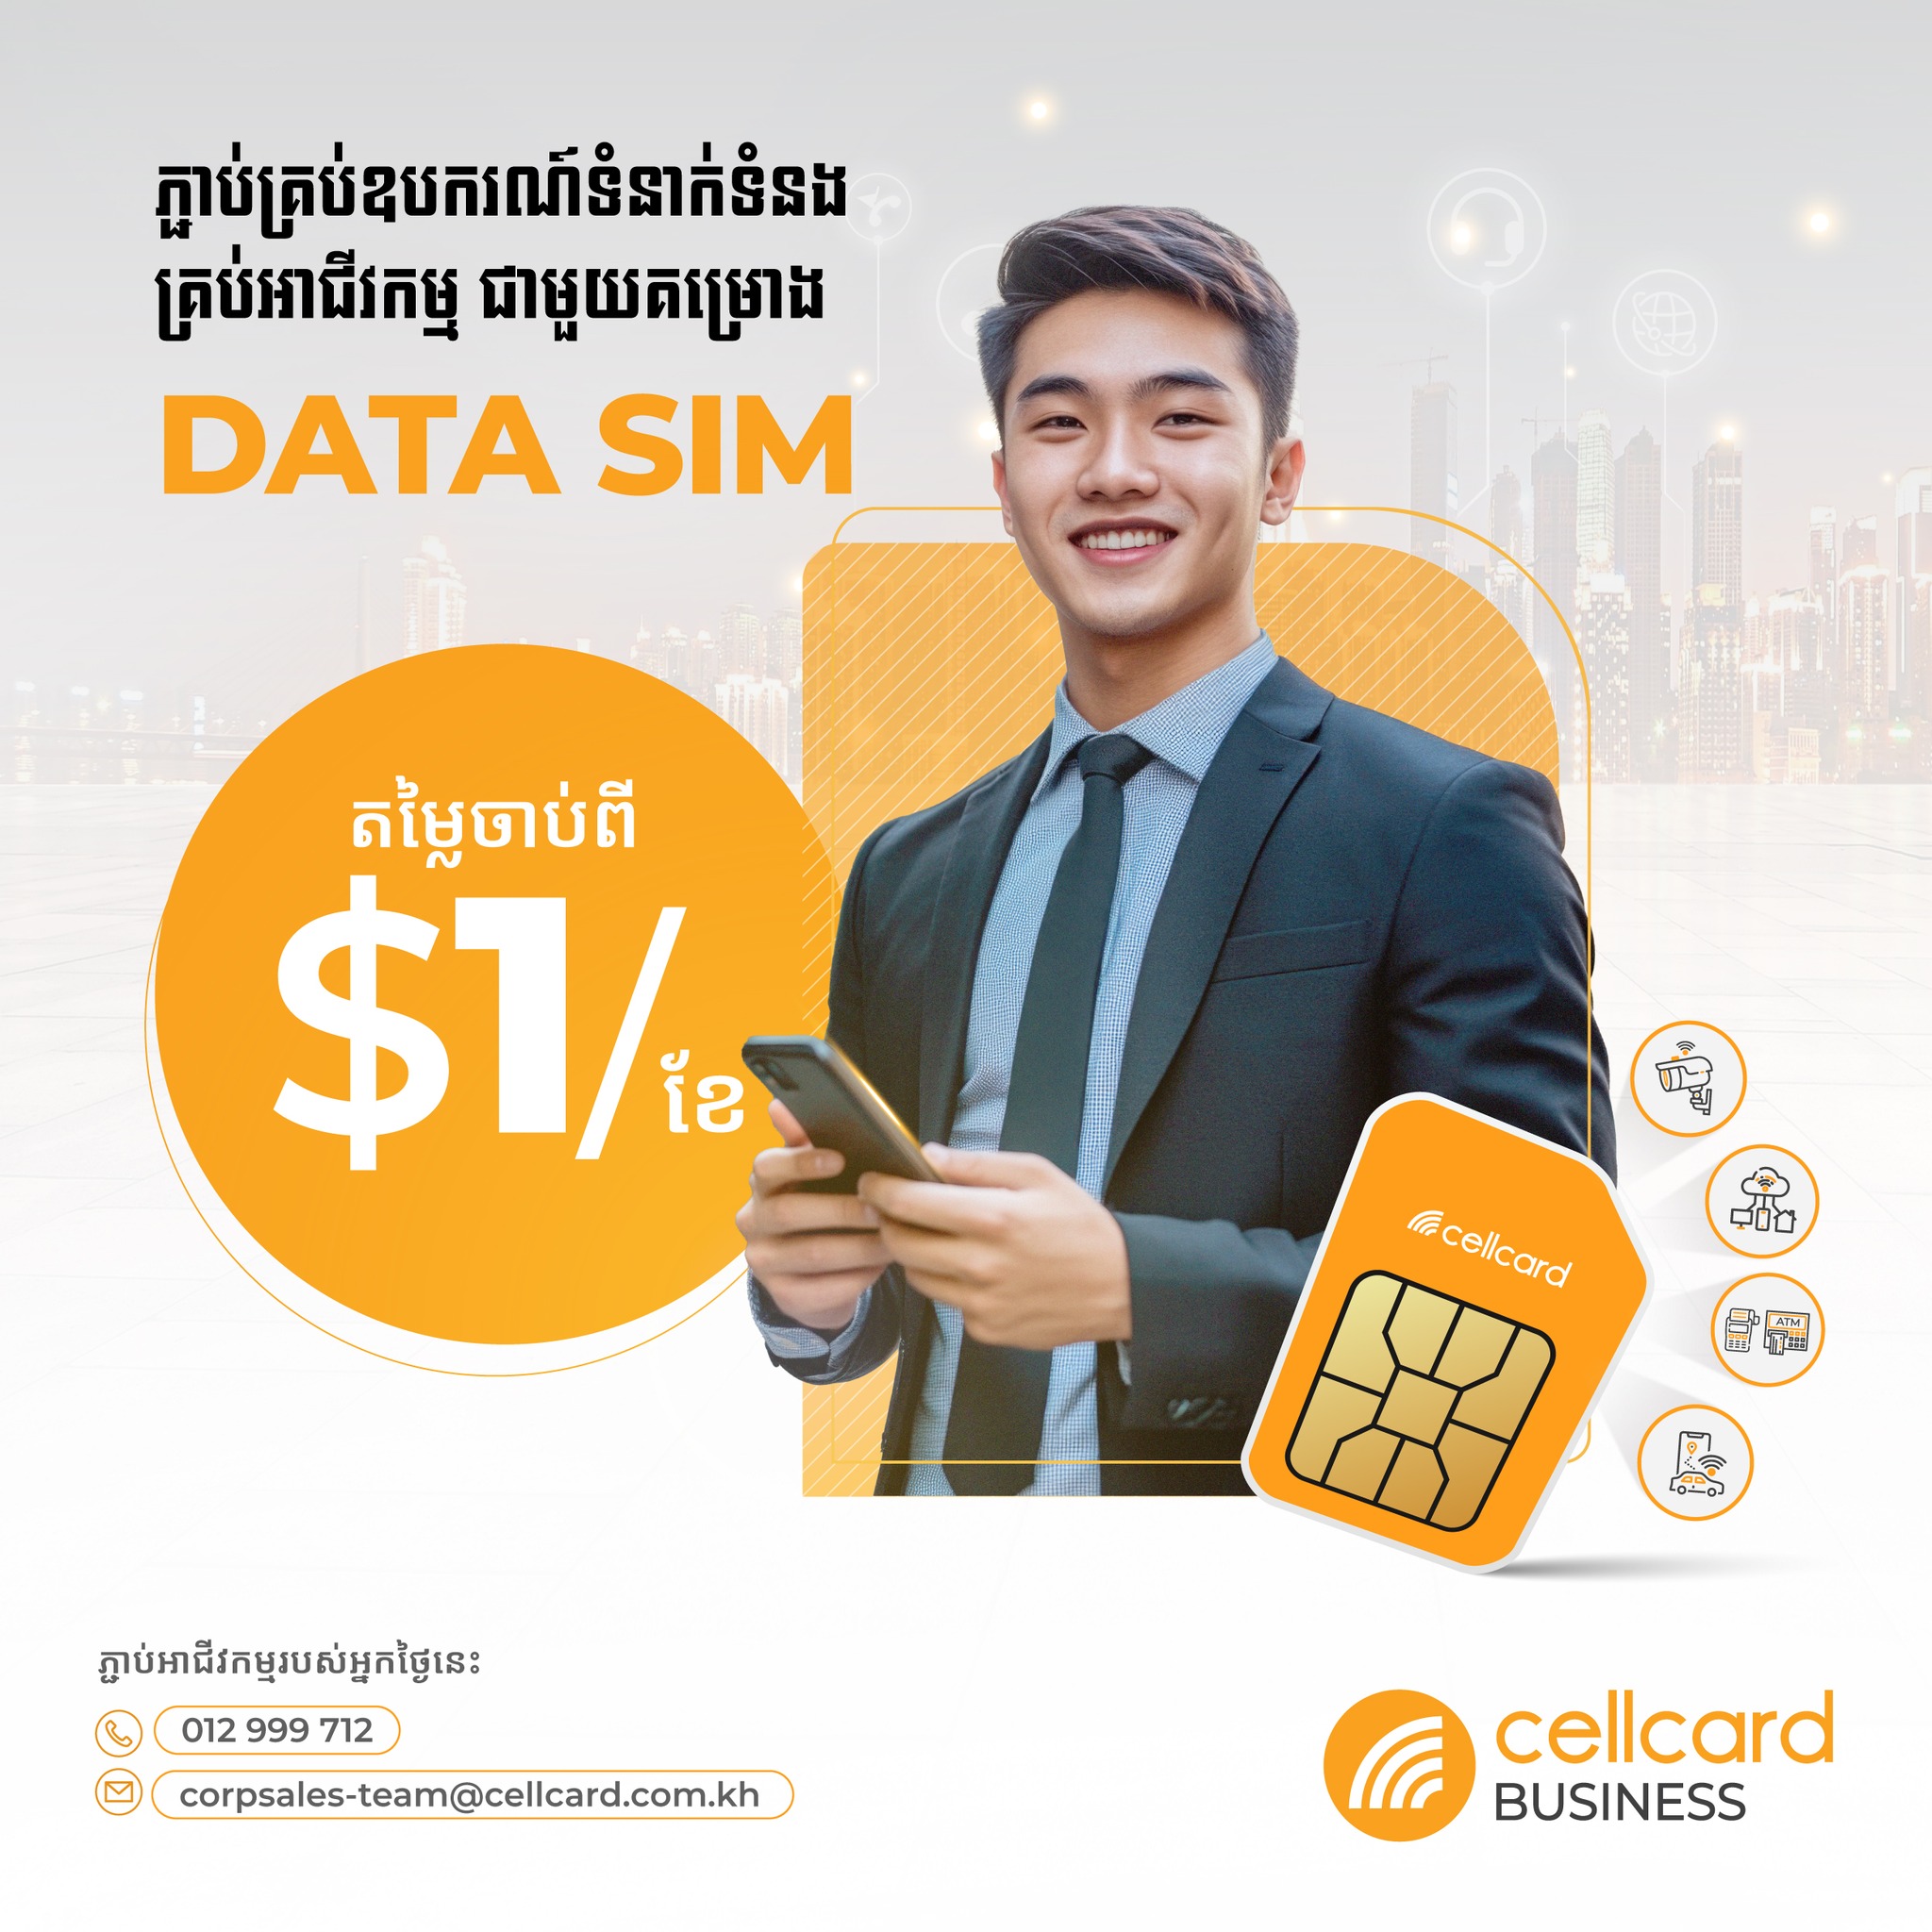 ភ្ជាប់គ្រប់ឧបករណ៍ទំនាក់ទំនង
គ្រប់អាជីវកម្ម ជាមួយគម្រោង
DATA SIM
តម្លៃចាប់ពី
$1/ខែ
cellcard
ATM
ភ្ជាប់អាជីវកម្មរបស់អ្នកថ្ងៃនេះ
012 999 712
corpsales-team@cellcard.com.kh
cellcard
BUSINESS